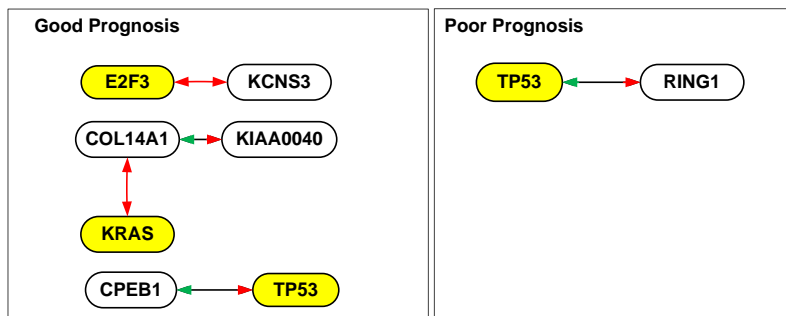 Good Prognosis
E2F3
KCNS3
COL14A1
KIAA0040
KRAS
CPEB1
TP53
Poor Prognosis
TP53
RING1